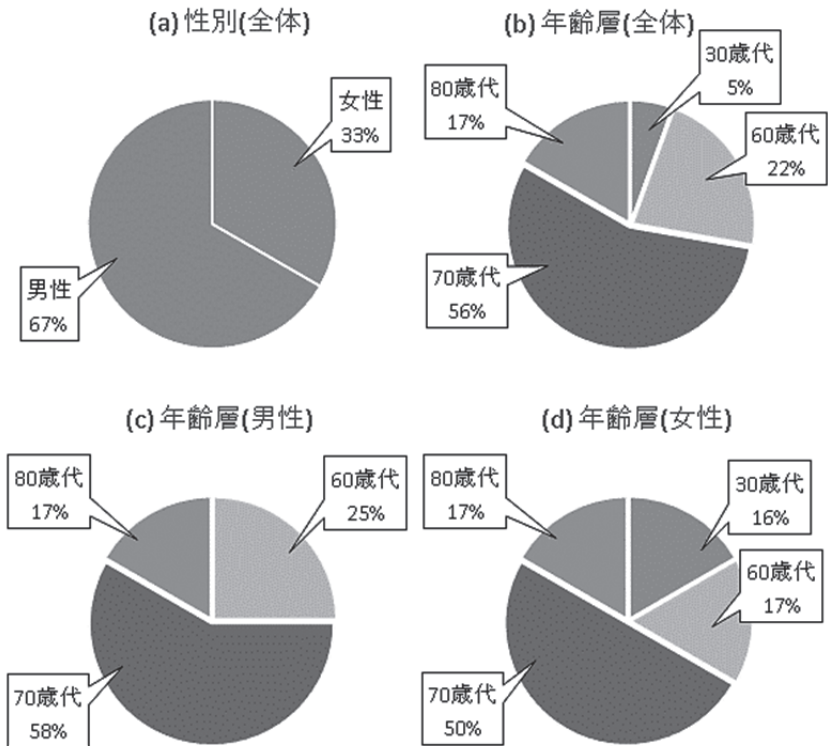 (a) 性別(全体)
女性
33%
男性
67%
(b) 年齢層(全体)
30歳代
5%
80歳代
17%
60歳代
22%
70歳代
56%
(c) 年齢層(男性)
80歳代
17%
60歳代
25%
70歳代
58%
(d) 年齢層(女性)
80歳代
17%
30歳代
16%
60歳代
17%
70歳代
50%